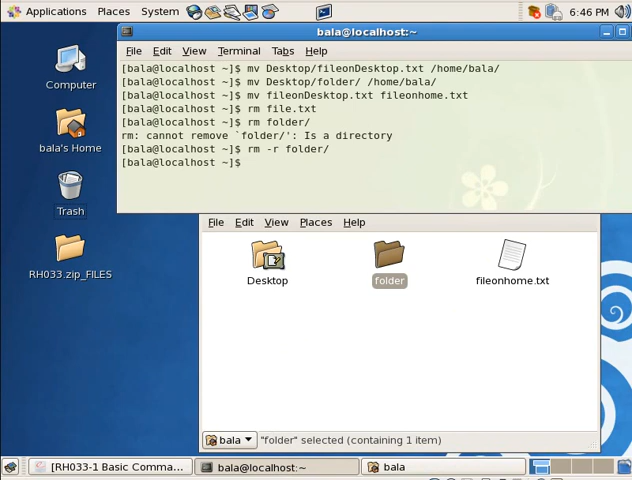 Applications Places System 6:46 PM
bala@localhost:~
File Edit View Terminal Tabs Help
[bala@localhost ~]$ mv Desktop/fileonDesktop.txt /home/bala/
[bala@localhost ~]$ mv Desktop/folder/ /home/bala/
[bala@localhost ~]$ mv fileonDesktop.txt fileonhome.txt
[bala@localhost ~]$ rm file.txt
[bala@localhost ~]$ rm folder/
rm: cannot remove `folder/': Is a directory
[bala@localhost ~]$ rm -r folder/
[bala@localhost ~]$
Computer
bala's Home
Trash
RH033.zip_FILES
File Edit View Places Help
Desktop folder fileonhome.txt
bala "folder" selected (containing 1 item)
[RH033-1 Basic Comma... bala@localhost:~ bala